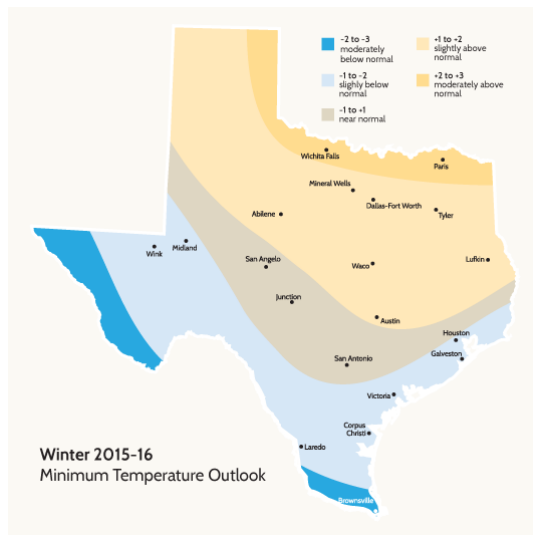 -2 to -3
moderately
below normal
+1 to +2
slightly above
normal
-1 to -2
slighly below
normal
+2 to +3
moderately above
normal
-1 to +1
near normal
Wichita Falls
Paris
Mineral Wells
Dallas-Fort Worth
Abilene
Tyler
Wink
Midland
San Angelo
Waco
Lufkin
Junction
Austin
Houston
San Antonio
Galveston
Victoria
Corpus
Christi
Laredo
Winter 2015-16
Minimum Temperature Outlook
Brownsville